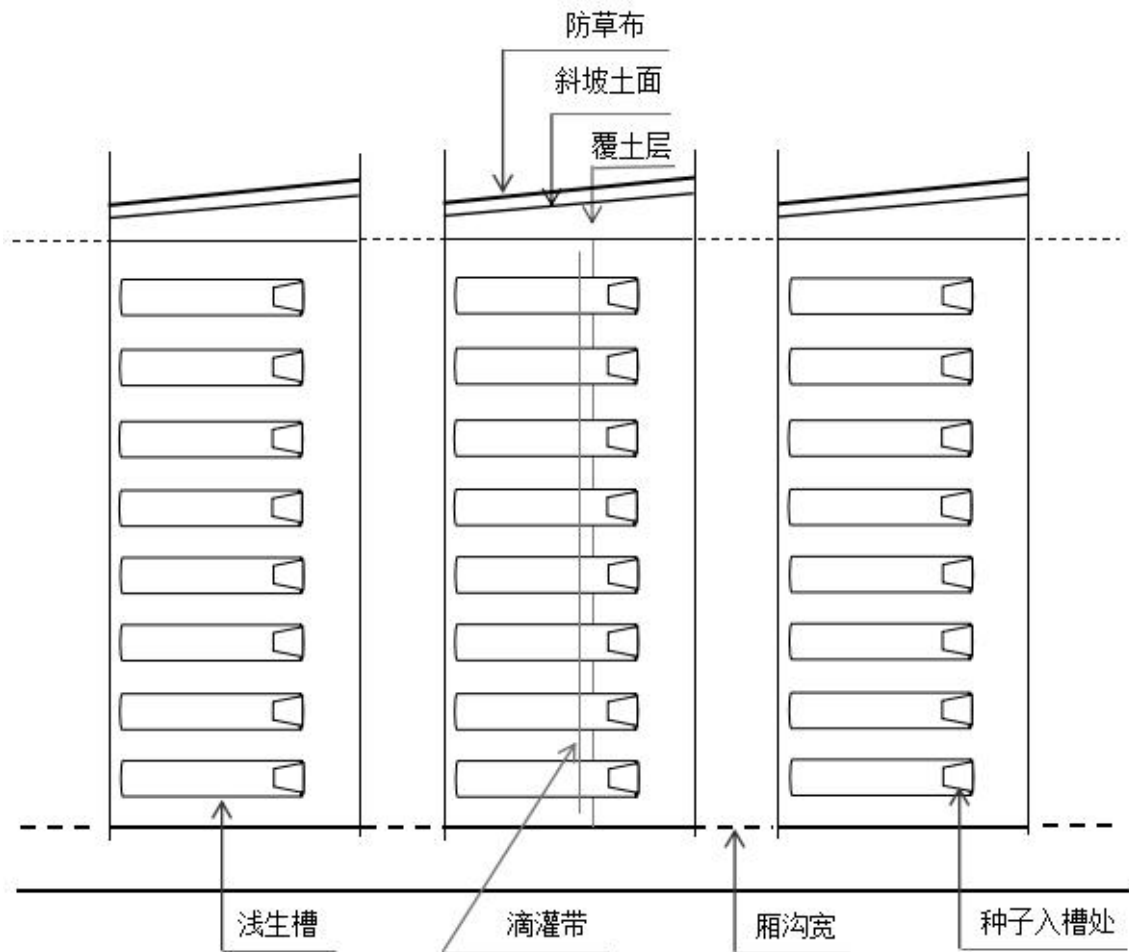 防草布
斜坡土面
覆土层
浅生槽
滴灌带
厢沟宽
种子入槽处